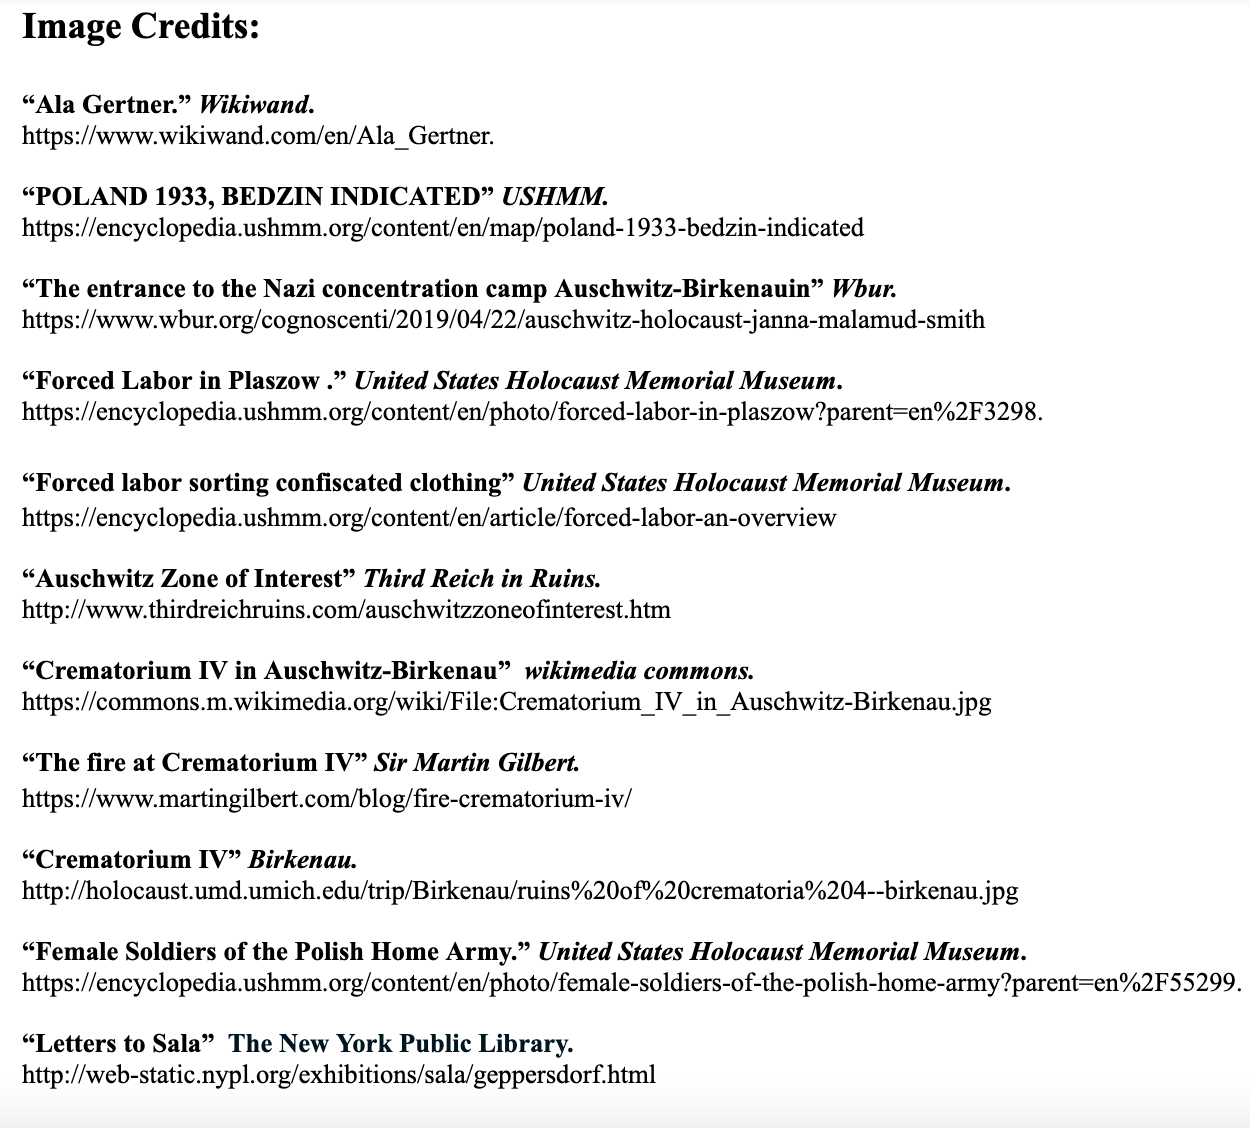 Image Credits:
“Ala Gertner.” Wikiwand.
https://www.wikiwand.com/en/Ala_Gertner.
“POLAND 1933, BEDZIN INDICATED” USHMM.
https://encyclopedia.ushmm.org/content/en/map/poland-1933-bedzin-indicated
“The entrance to the Nazi concentration camp Auschwitz-Birkenauin” Wbur.
https://www.wbur.org/cognoscenti/2019/04/22/auschwitz-holocaust-janna-malamud-smith
“Forced Labor in Plaszow .” United States Holocaust Memorial Museum.
https://encyclopedia.ushmm.org/content/en/photo/forced-labor-in-plaszow?parent=en%2F3298.
“Forced labor sorting confiscated clothing” United States Holocaust Memorial Museum.
https://encyclopedia.ushmm.org/content/en/article/forced-labor-an-overview
“Auschwitz Zone of Interest” Third Reich in Ruins.
http://www.thirdreichruins.com/auschwitzzoneofinterest.htm
“Crematorium IV in Auschwitz-Birkenau”  wikimedia commons.
https://commons.m.wikimedia.org/wiki/File:Crematorium_IV_in_Auschwitz-Birkenau.jpg
“The fire at Crematorium IV” Sir Martin Gilbert.
https://www.martingilbert.com/blog/fire-crematorium-iv/
“Crematorium IV” Birkenau.
http://holocaust.umd.umich.edu/trip/Birkenau/ruins%20of%20crematoria%204--birkenau.jpg
“Female Soldiers of the Polish Home Army.” United States Holocaust Memorial Museum.
https://encyclopedia.ushmm.org/content/en/photo/female-soldiers-of-the-polish-home-army?parent=en%2F55299.
“Letters to Sala”  The New York Public Library.
http://web-static.nypl.org/exhibitions/sala/geppersdorf.html